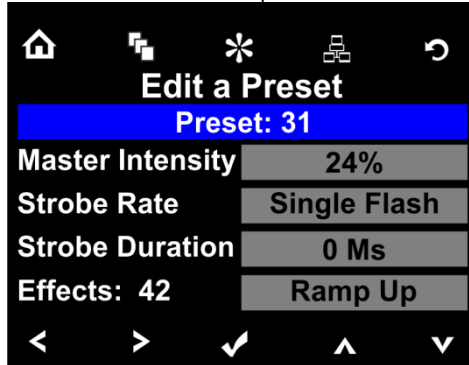 Edit a Preset
Preset: 31
Master Intensity 24%
Strobe Rate Single Flash
Strobe Duration 0 Ms
Effects: 42 Ramp Up